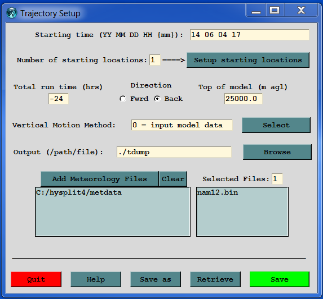 Trajectory Setup
Starting time (YY MM DD HH {mm}): 14 06 04 17
Number of starting locations: 1 ====> Setup starting locations
Total run time (hrs) Direction Top of model (m agl)
-24 Fwrd Back 25000.0
Vertical Motion Method: 0 = input model data Select
Output (/path/file): ./tdump Browse
Add Meteorology Files Clear Selected Files: 1
C:/hysplit4/metdata nam12.bin
Quit Help Save as Retrieve Save